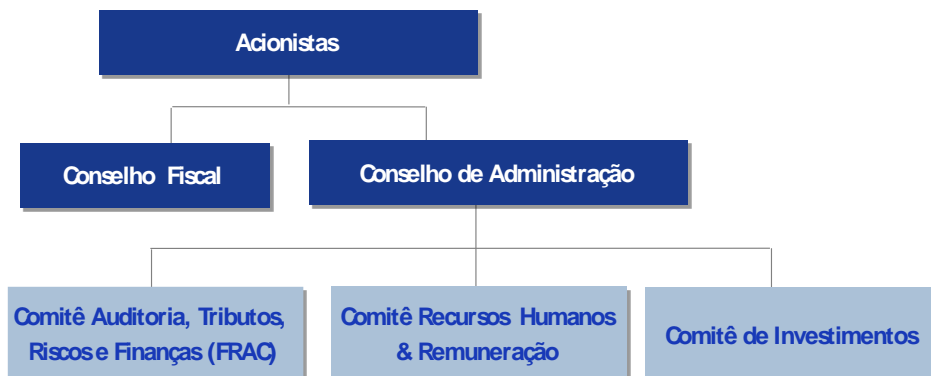 Acionistas
Conselho Fiscal
Conselho de Administração
Comitê Auditoria, Tributos,
Riscos e Finanças (FRAC)
Comitê Recursos Humanos
& Remuneração
Comitê de Investimentos